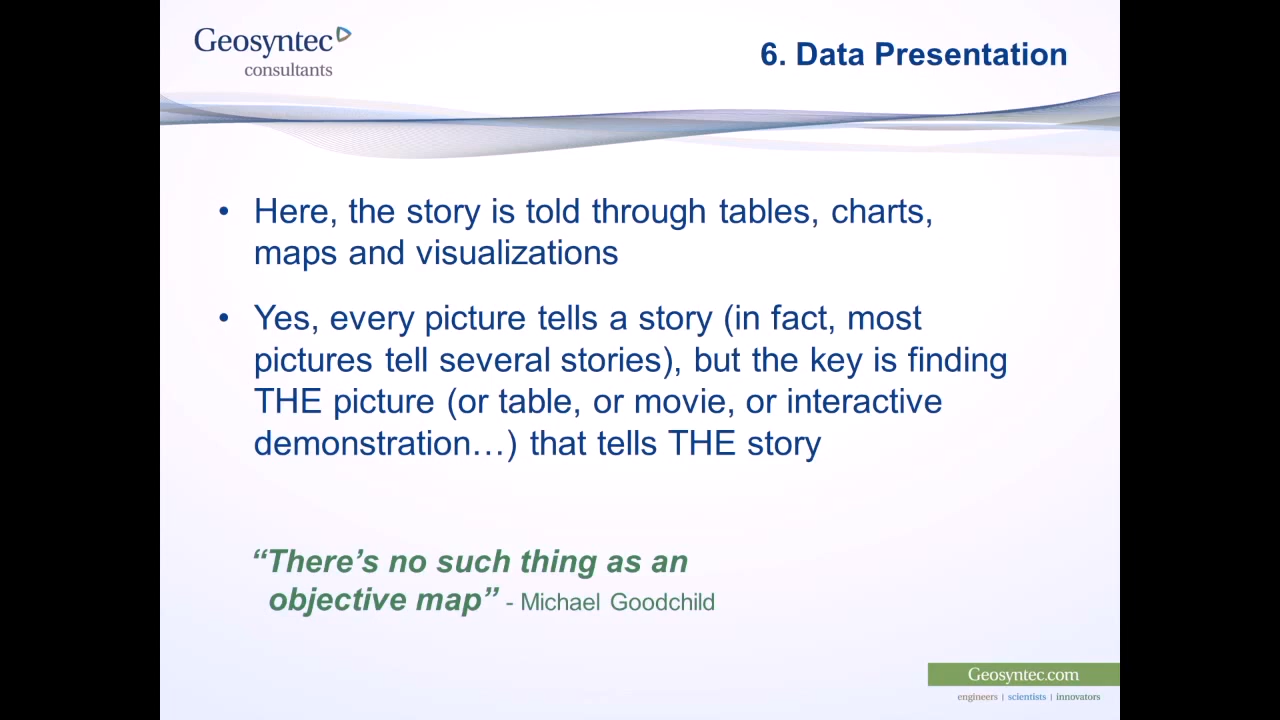 Geosyntec
consultants
6. Data Presentation
• Here, the story is told through tables, charts,
maps and visualizations
• Yes, every picture tells a story (in fact, most
pictures tell several stories), but the key is finding
THE picture (or table, or movie, or interactive
demonstration…) that tells THE story
“There’s no such thing as an
objective map” - Michael Goodchild
Geosyntec.com
engineers | scientists | innovators